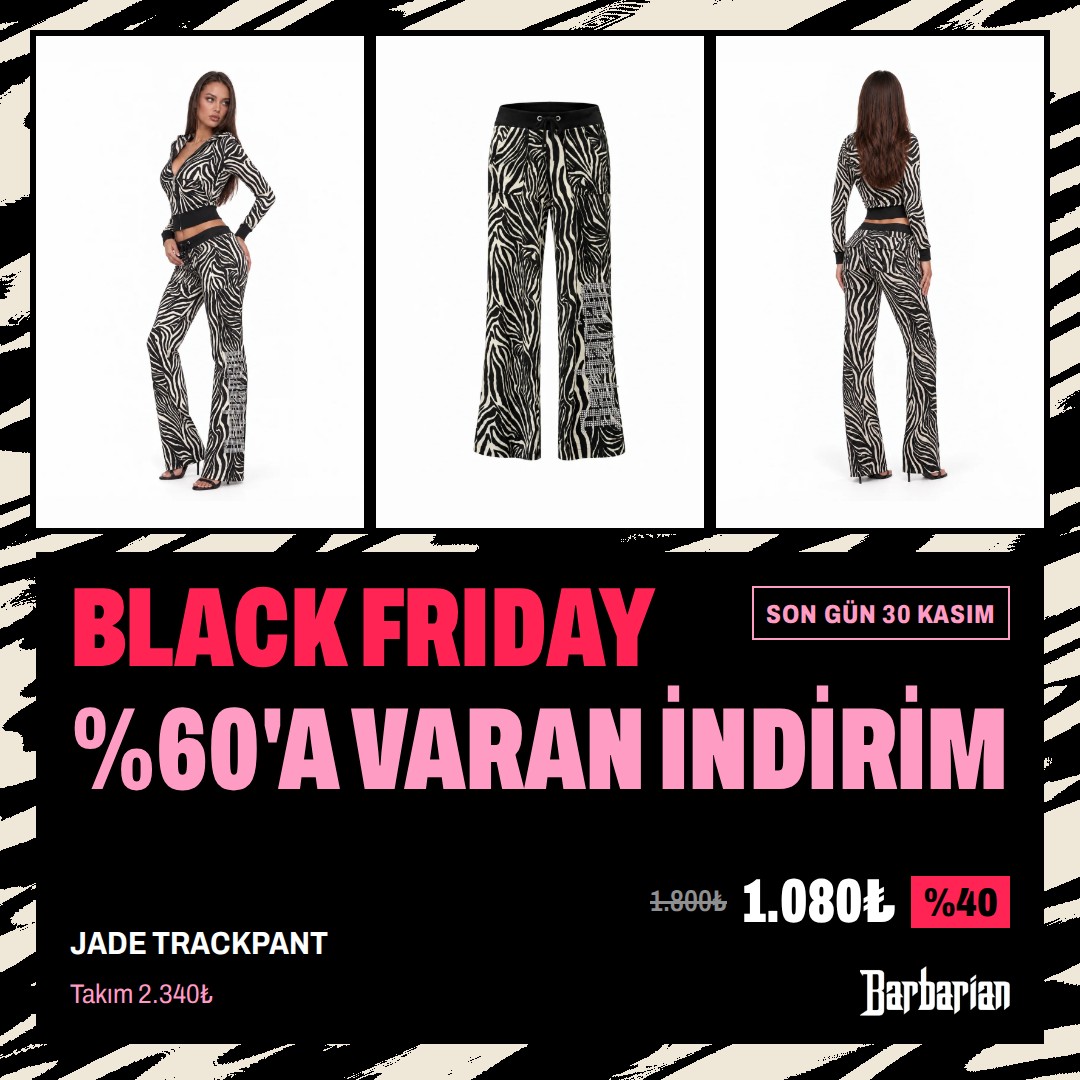 BLACK FRIDAY
SON GÜN 30 KASIM
%60'A VARAN İNDİRİM
1.800₺ 1.080₺ %40
JADE TRACKPANT
Takım 2.340₺
Barbarian